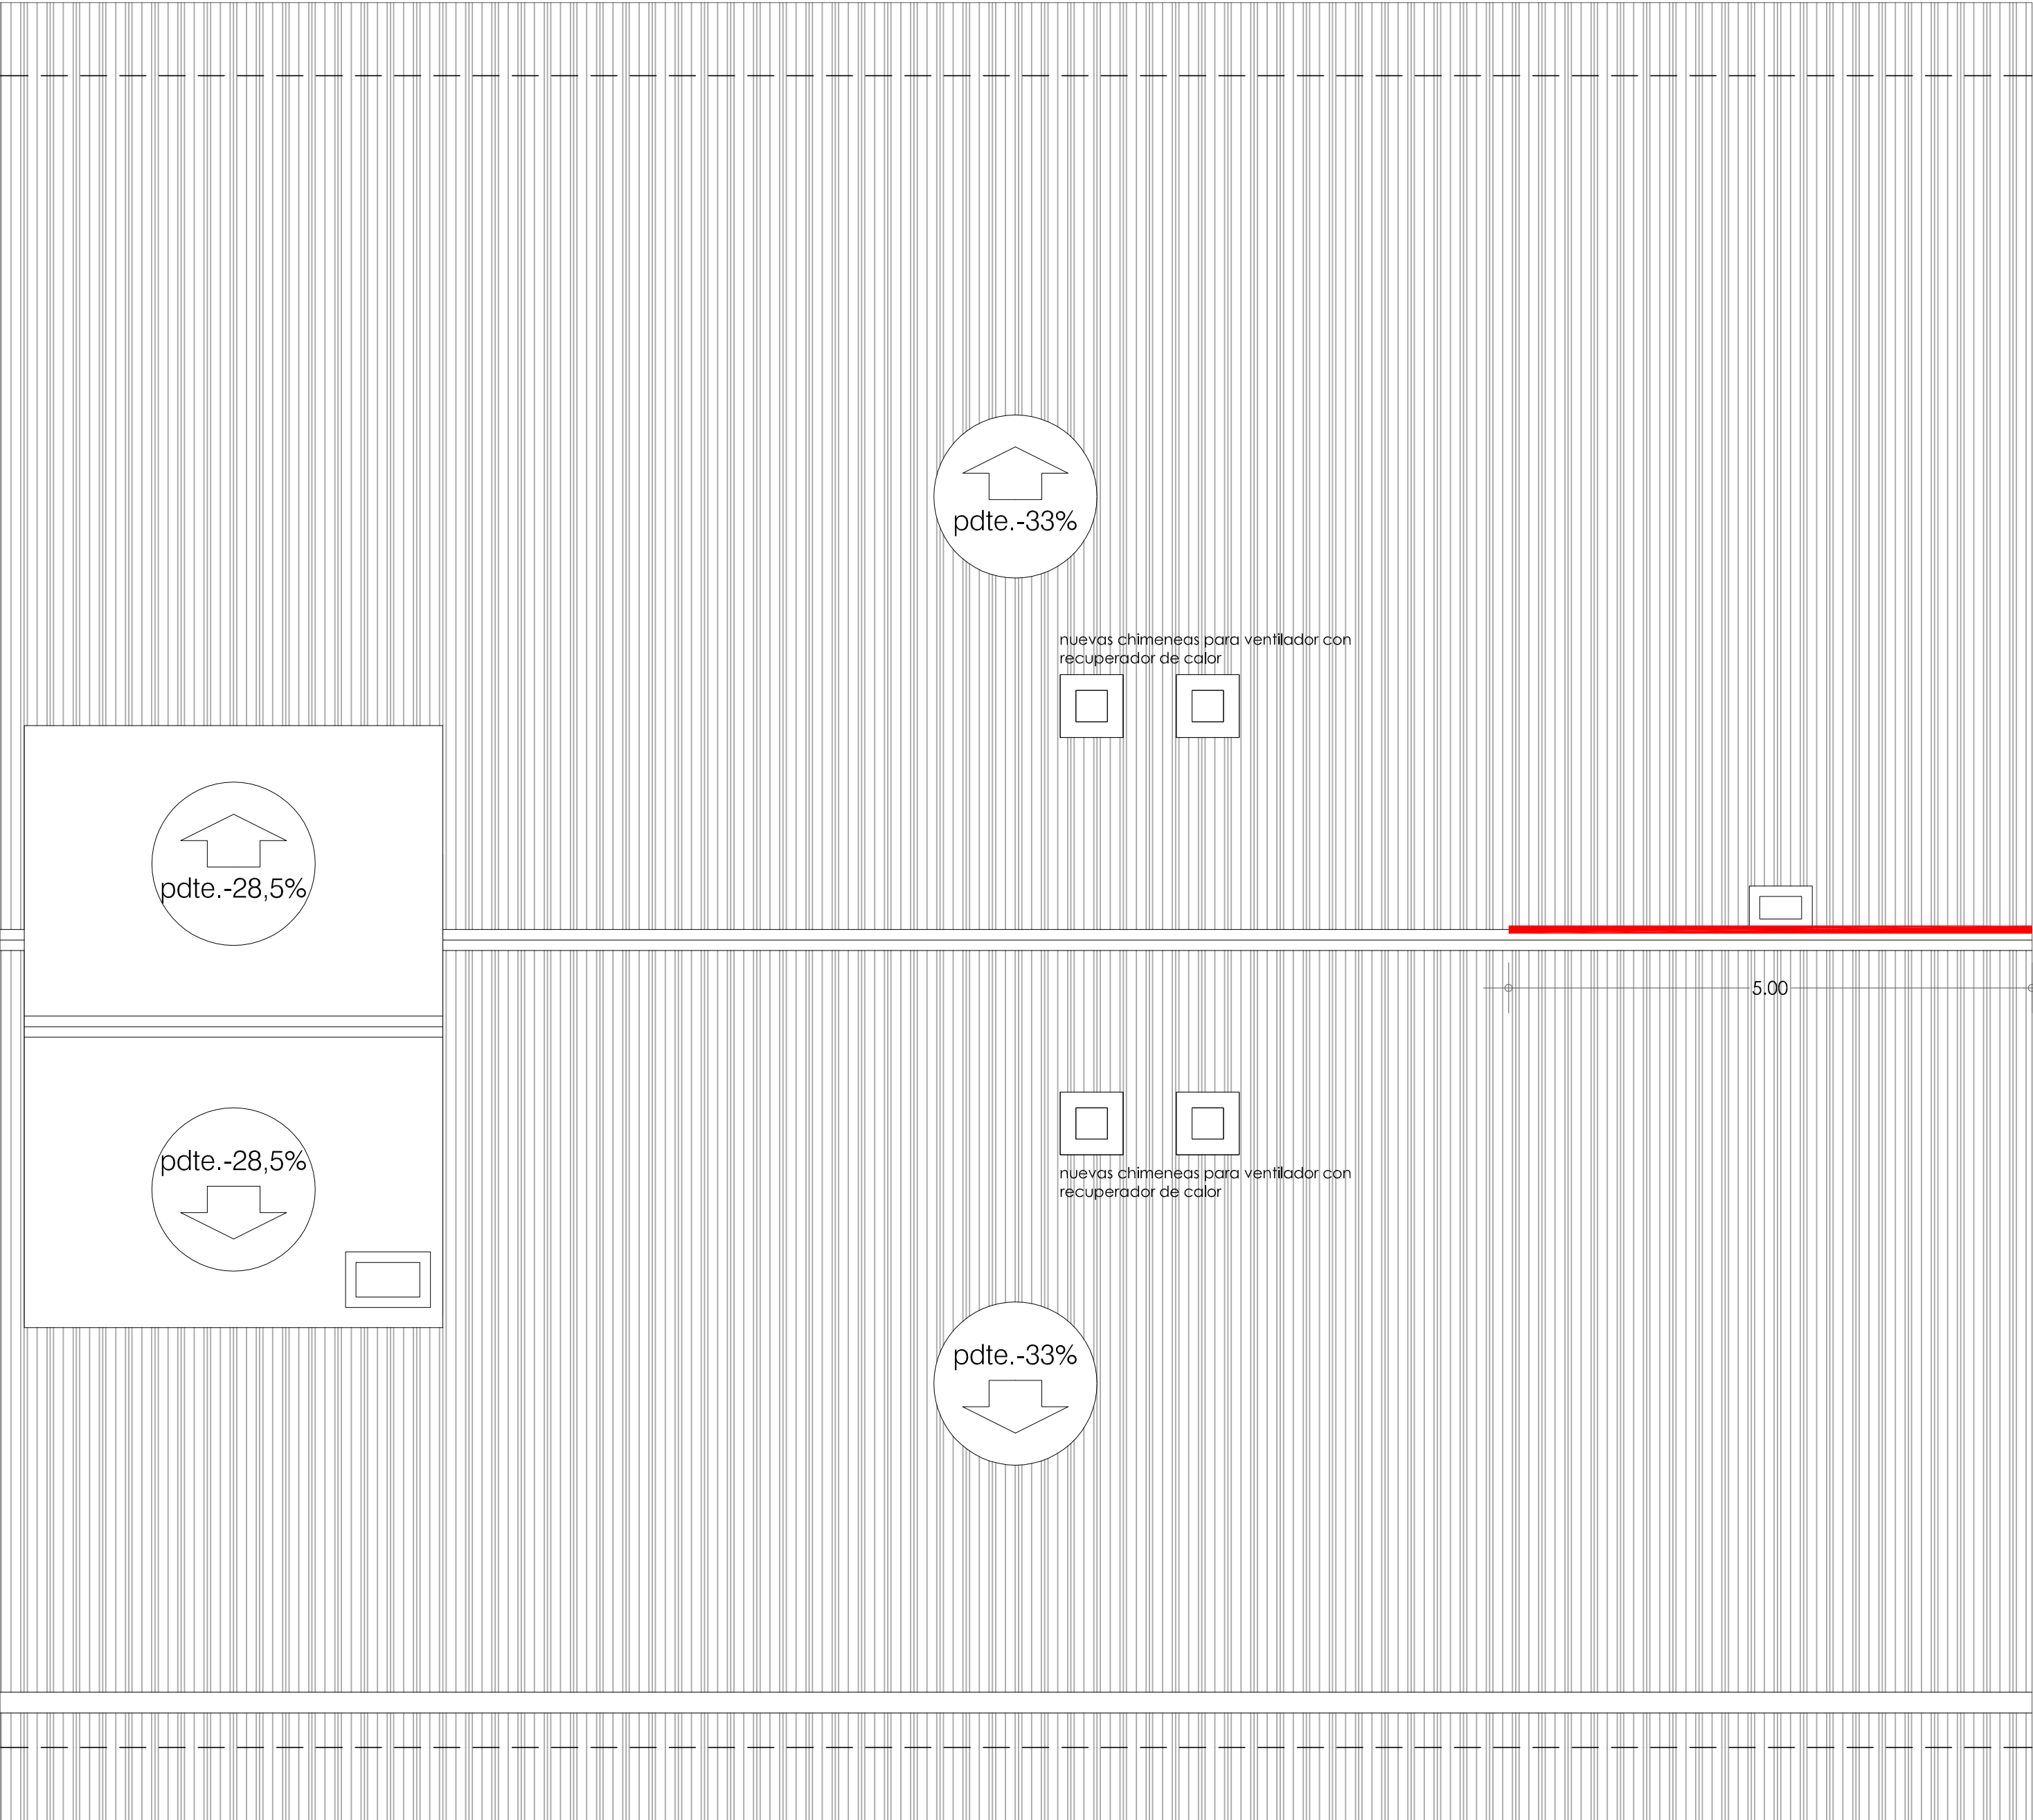 pdte.-33%
nuevas chimeneas para ventilador con
recuperador de calor
pdte.-28,5%
5.00
pdte.-28,5%
nuevas chimeneas para ventilador con
recuperador de calor
pdte.-33%